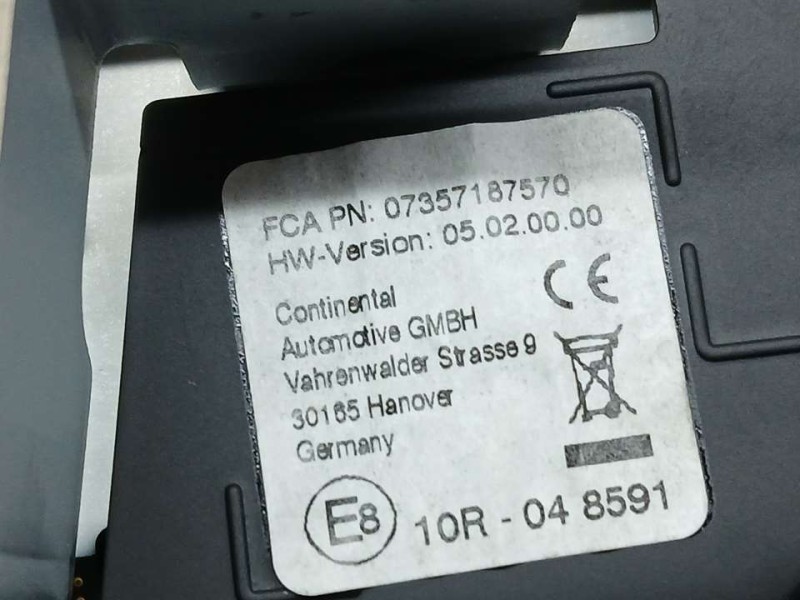 FCA PN: 07357187570
HW-Version: 05.02.00.00
Continental
Automotive GMBH
Vahrenwalder Strasse 9
30165 Hanover
Germany
CE
E8 10R - 04 8591